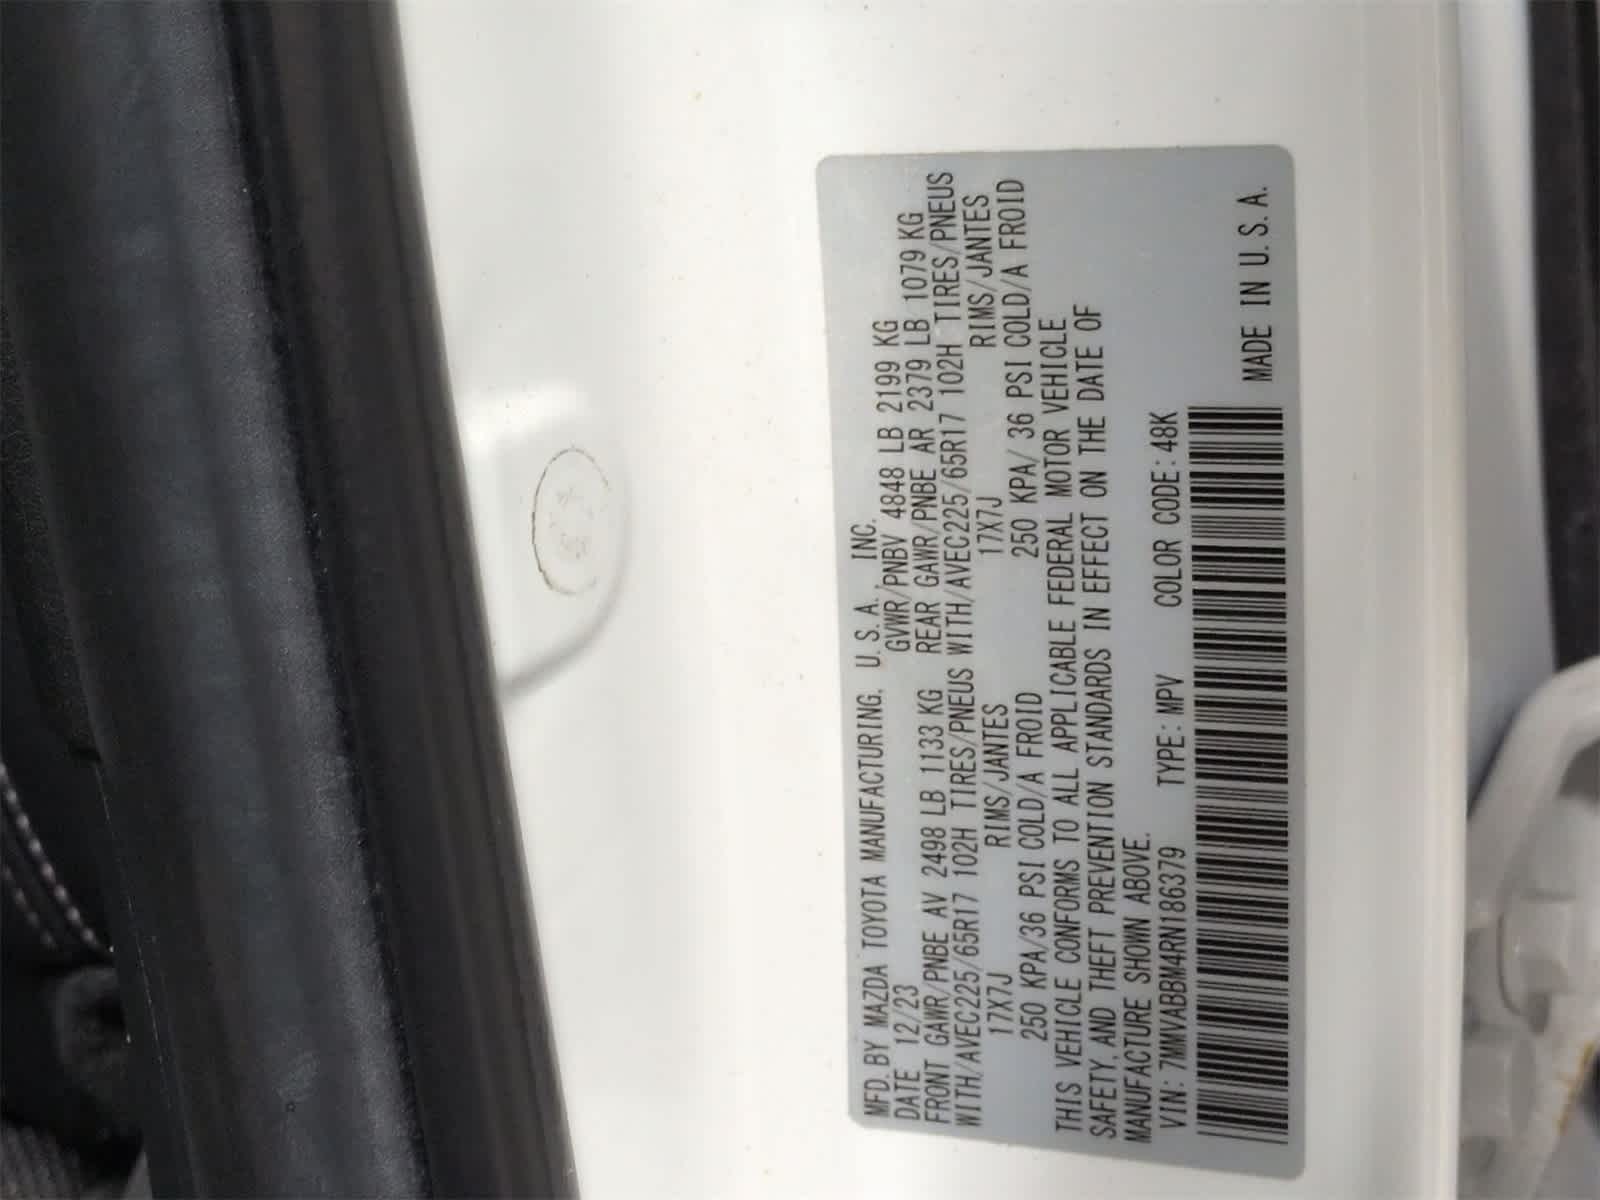 MFD. BY MAZDA TOYOTA MANUFACTURING, U.S.A., INC.
DATE 12/23 GVWR/PNBV 4848 LB 2199 KG
FRONT GAWR/PNBE AV 2498 LB 1133 KG REAR GAWR/PNBE AR 2379 LB 1079 KG
WITH/AVEC225/65R17 102H TIRES/PNEUS WITH/AVEC225/65R17 102H TIRES/PNEUS
17X7J RIMS/JANTES 17X7J RIMS/JANTES
250 KPA/36 PSI COLD/A FROID 250 KPA/ 36 PSI COLD/A FROID
THIS VEHICLE CONFORMS TO ALL APPLICABLE FEDERAL MOTOR VEHICLE
SAFETY, AND THEFT PREVENTION STANDARDS IN EFFECT ON THE DATE OF
MANUFACTURE SHOWN ABOVE.
VIN: 7MMVABBM4RN186379 TYPE: MPV COLOR CODE: 48K
MADE IN U.S.A.